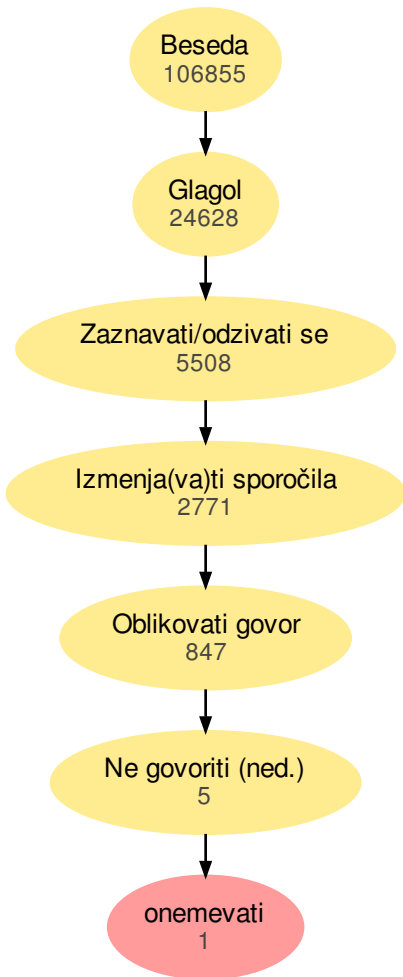 Beseda
106855
Glagol
24628
Zaznavati/odzivati se
5508
Izmenja(va)ti sporočila
2771
Oblikovati govor
847
Ne govoriti (ned.)
5
onemevati
1